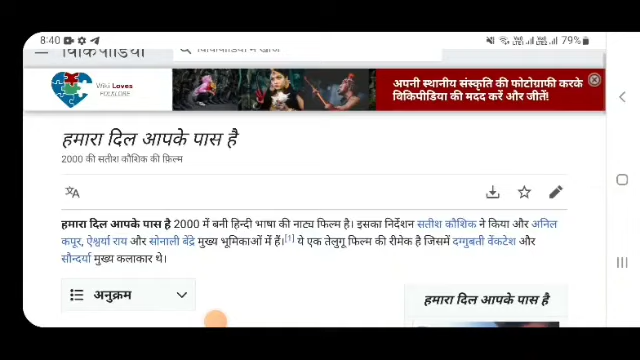 8:40 79%
विकिपीडिया
विकिपीडिया में खोजें
Wiki Loves
FOLKLORE
अपनी स्थानीय संस्कृति की फोटोग्राफी करके
विकिपीडिया की मदद करें और जीतें!
हमारा दिल आपके पास है
2000 की सतीश कौशिक की फ़िल्म
हमारा दिल आपके पास है 2000 में बनी हिन्दी भाषा की नाट्य फिल्म है। इसका निर्देशन सतीश कौशिक ने किया और अनिल
कपूर, ऐश्वर्या राय और सोनाली बेंद्रे मुख्य भूमिकाओं में हैं।[1] ये एक तेलुगू फिल्म की रीमेक है जिसमें दग्गुबती वेंकटेश और
सौन्दर्या मुख्य कलाकार थे।
अनुक्रम
हमारा दिल आपके पास है